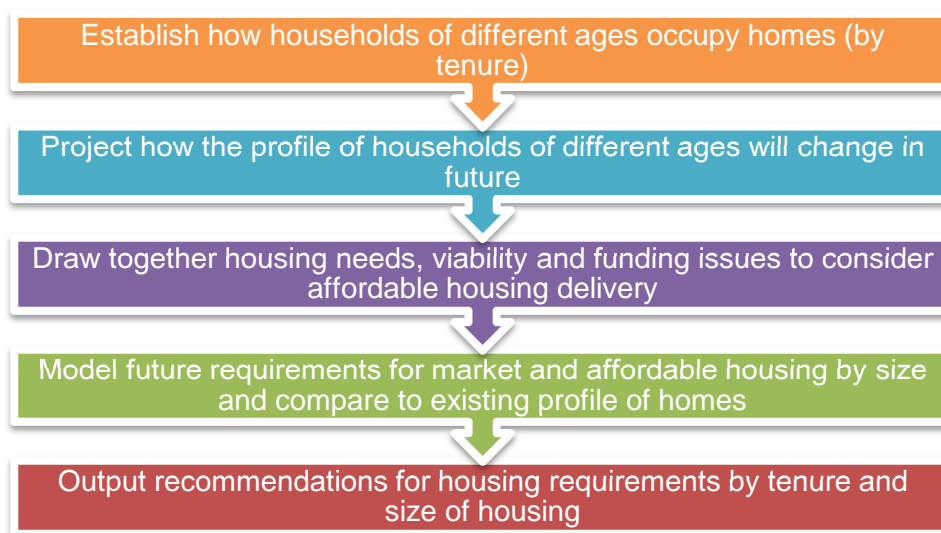 Establish how households of different ages occupy homes (by
tenure)
Project how the profile of households of different ages will change in
future
Draw together housing needs, viability and funding issues to consider
affordable housing delivery
Model future requirements for market and affordable housing by size
and compare to existing profile of homes
Output recommendations for housing requirements by tenure and
size of housing